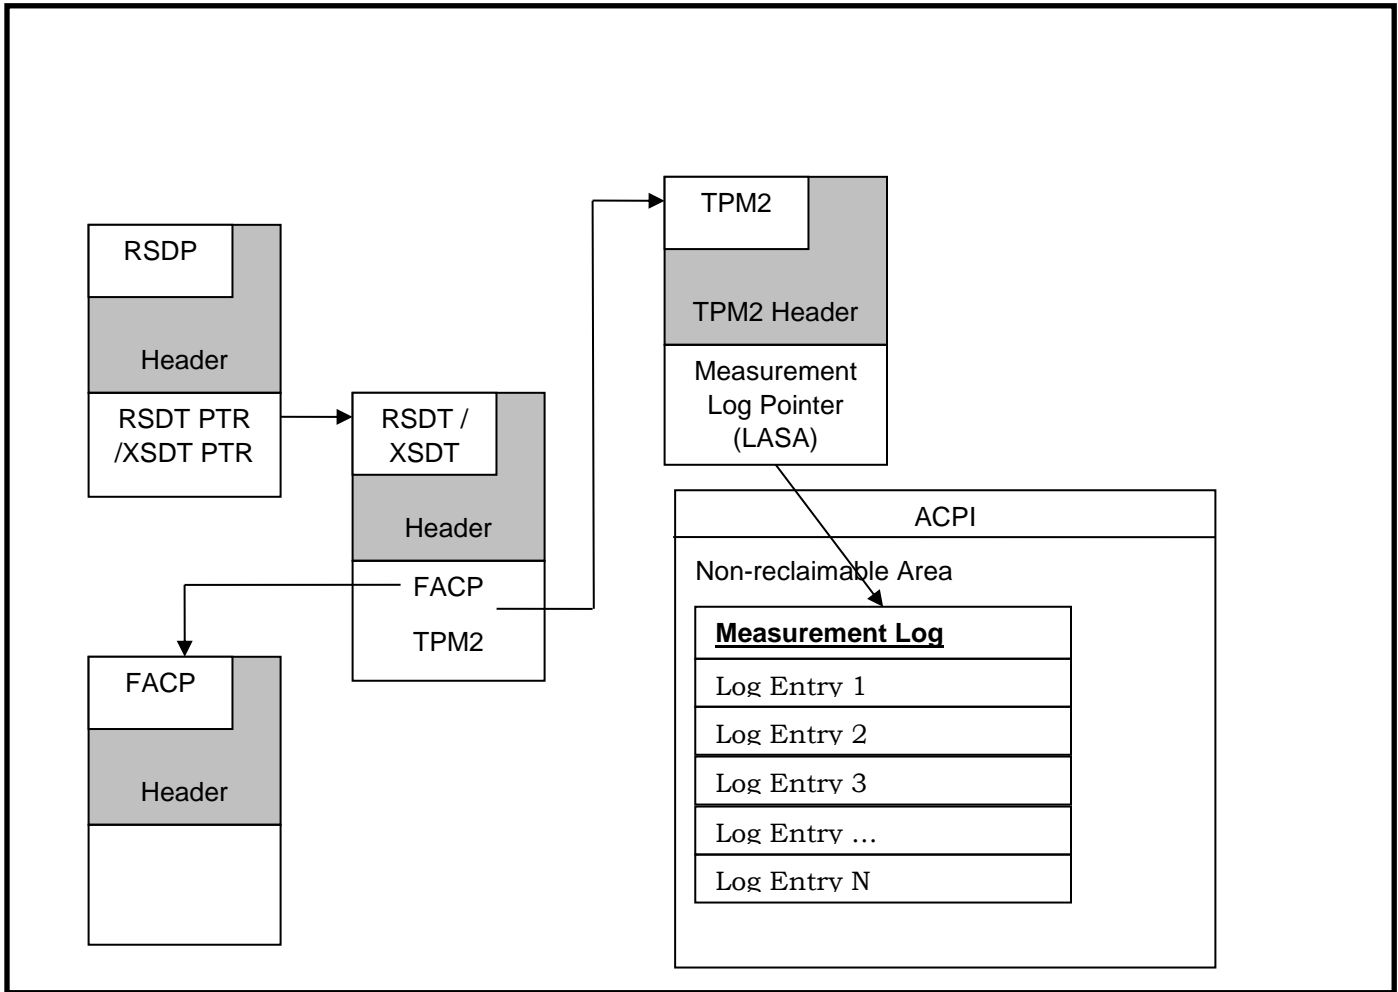 RSDP
Header
RSDT PTR
/XSDT PTR
RSDT /
XSDT
Header
FACP
TPM2
FACP
Header
TPM2
TPM2 Header
Measurement
Log Pointer
(LASA)
ACPI
Non-reclaimable Area
Measurement Log
Log Entry 1
Log Entry 2
Log Entry 3
Log Entry ...
Log Entry N